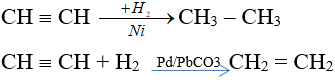 CH ≡ CH +H₂ Ni CH₃ − CH₃
CH ≡ CH + H2 Pd/PbCO3 CH₂ = CH₂